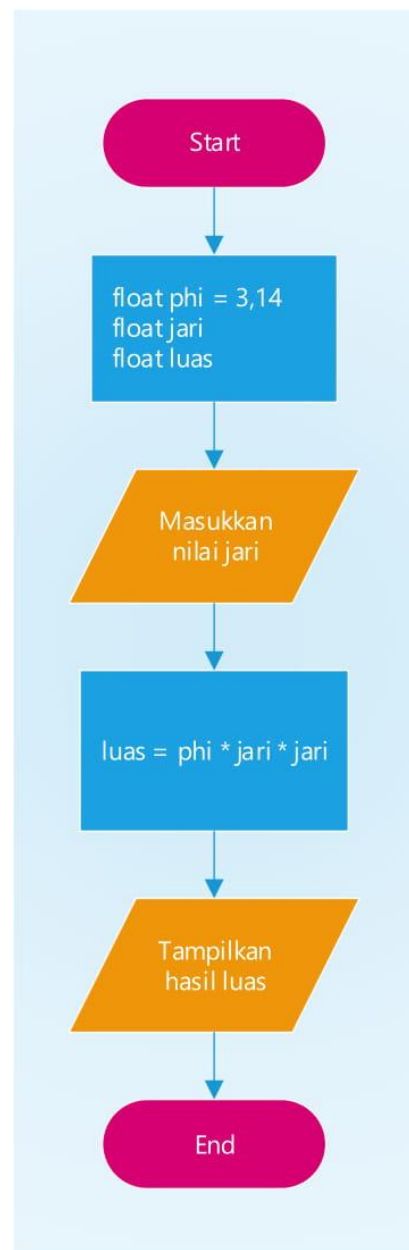 Start
float phi = 3,14
float jari
float luas
Masukkan
nilai jari
luas = phi * jari * jari
Tampilkan
hasil luas
End